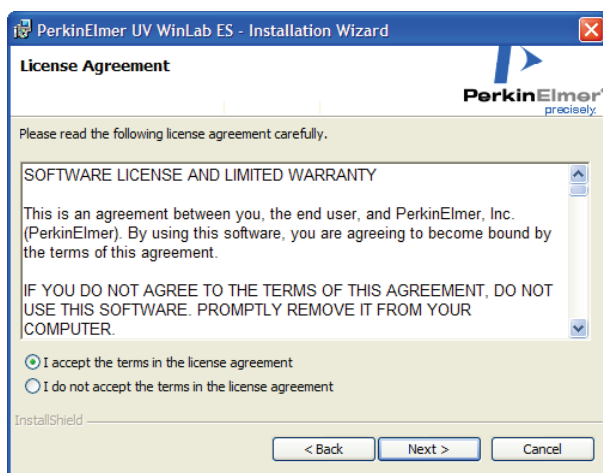 PerkinElmer UV WinLab ES - Installation Wizard
License Agreement
PerkinElmer®
precisely.
Please read the following license agreement carefully.
SOFTWARE LICENSE AND LIMITED WARRANTY
This is an agreement between you, the end user, and PerkinElmer, Inc.
(PerkinElmer). By using this software, you are agreeing to become bound by
the terms of this agreement.
IF YOU DO NOT AGREE TO THE TERMS OF THIS AGREEMENT, DO NOT
USE THIS SOFTWARE. PROMPTLY REMOVE IT FROM YOUR
COMPUTER.
I accept the terms in the license agreement
I do not accept the terms in the license agreement
InstallShield
< Back
Next >
Cancel